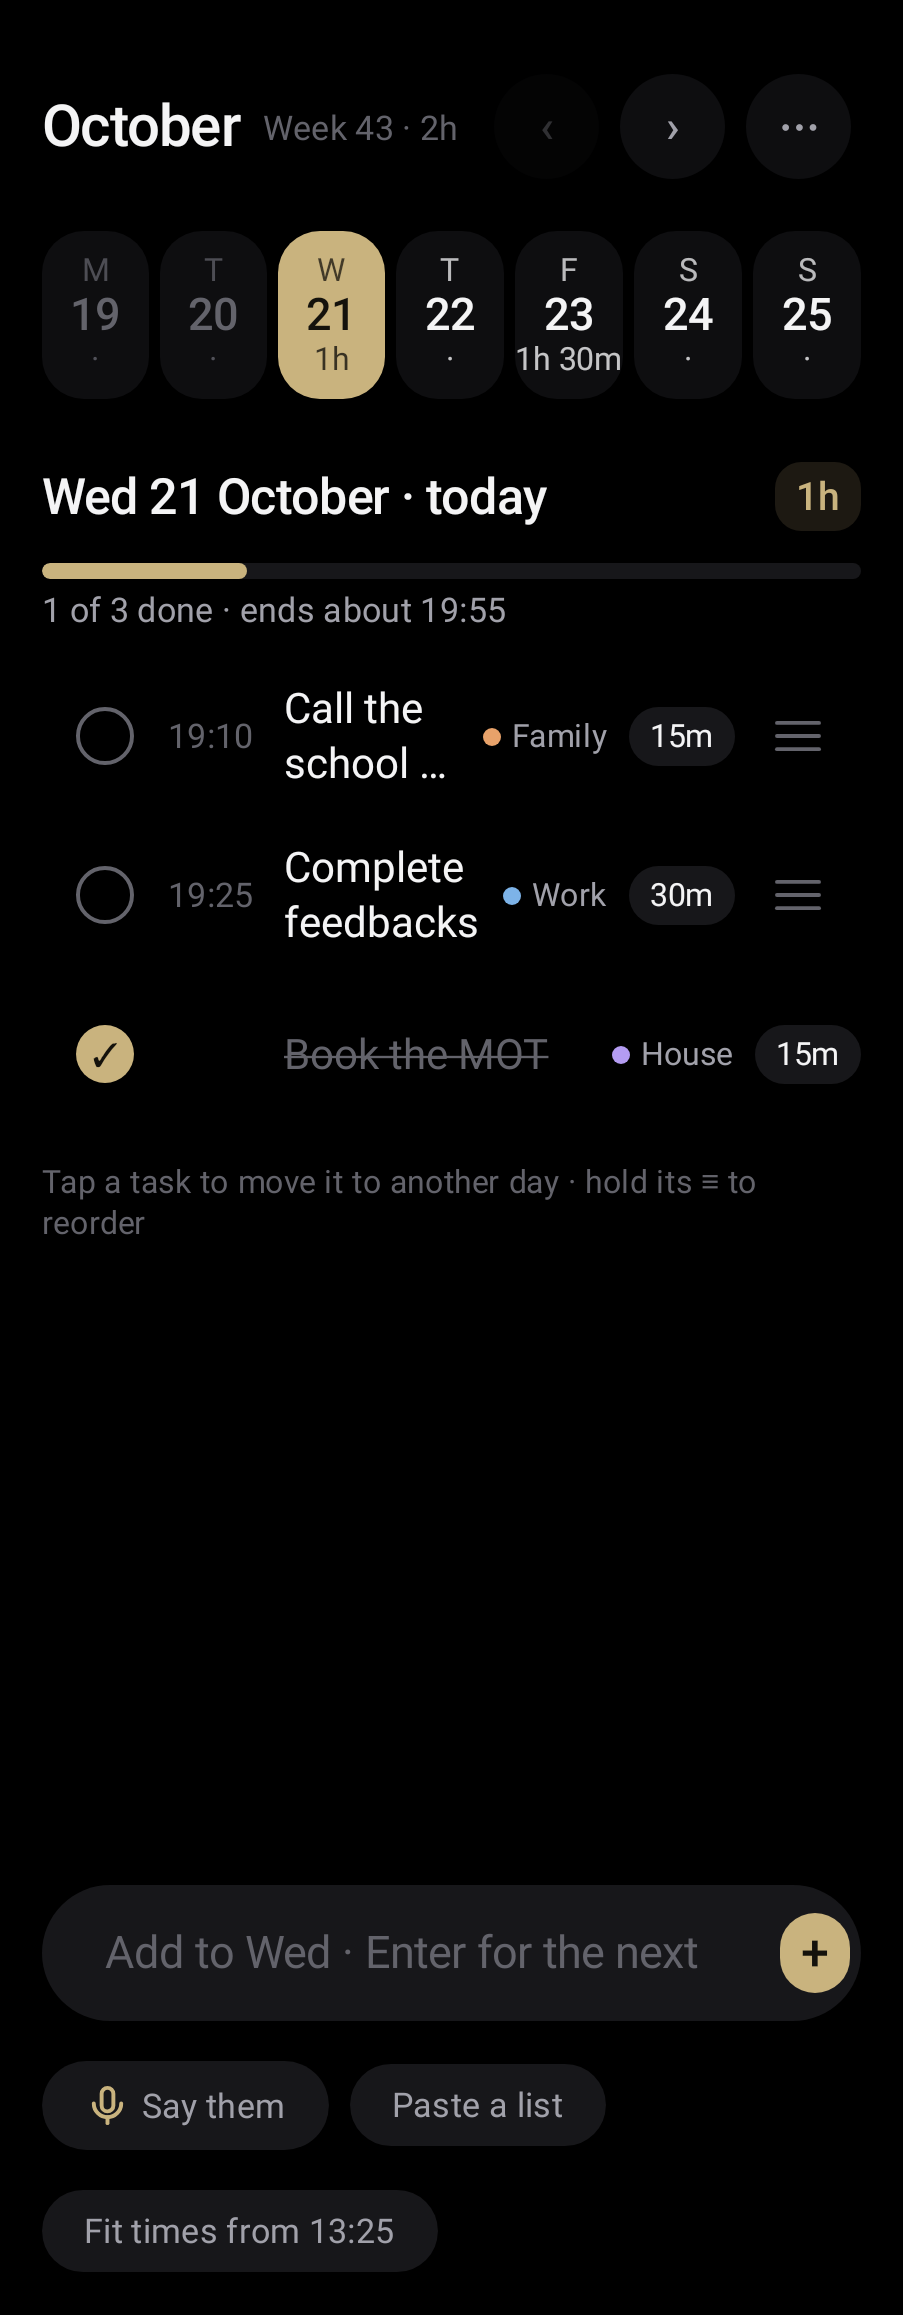 October Week 43 · 2h ‹ › ···
M T W T F S S
19 20 21 22 23 24 25
· · 1h · 1h 30m · ·
Wed 21 October · today 1h
1 of 3 done · ends about 19:55
19:10 Call the school ... Family 15m
19:25 Complete feedbacks Work 30m
✓ Book the MOT House 15m
Tap a task to move it to another day · hold its ≡ to
reorder
Add to Wed · Enter for the next +
Say them Paste a list
Fit times from 13:25